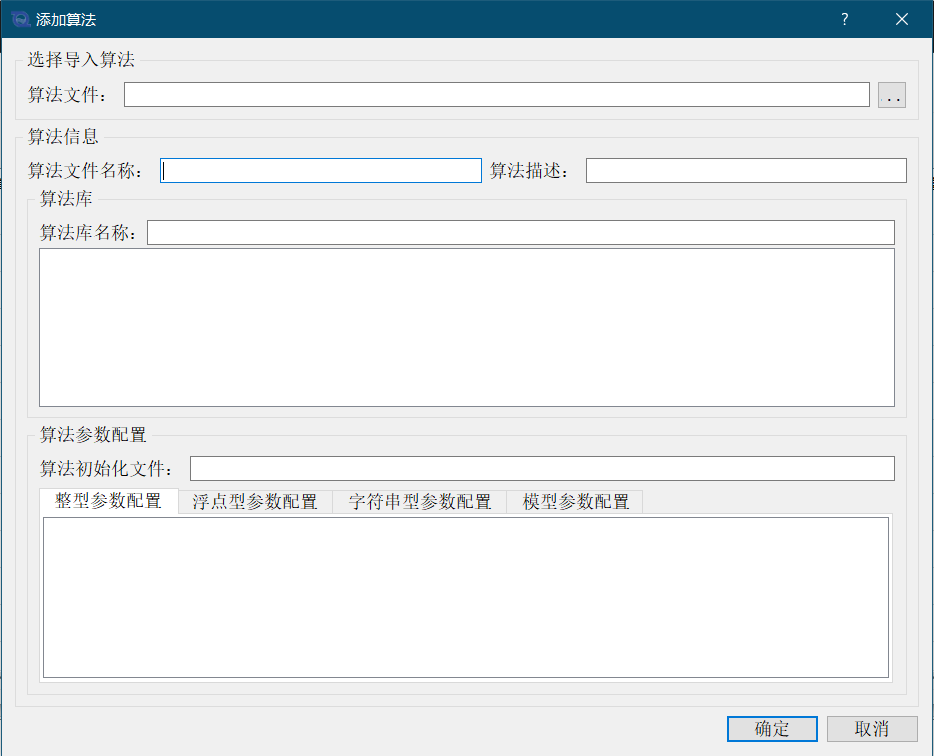 添加算法 ?
选择导入算法
算法文件： ..
算法信息
算法文件名称： 算法描述：
算法库
算法库名称：
算法参数配置
算法初始化文件：
整型参数配置 浮点型参数配置 字符串型参数配置 模型参数配置
确定 取消